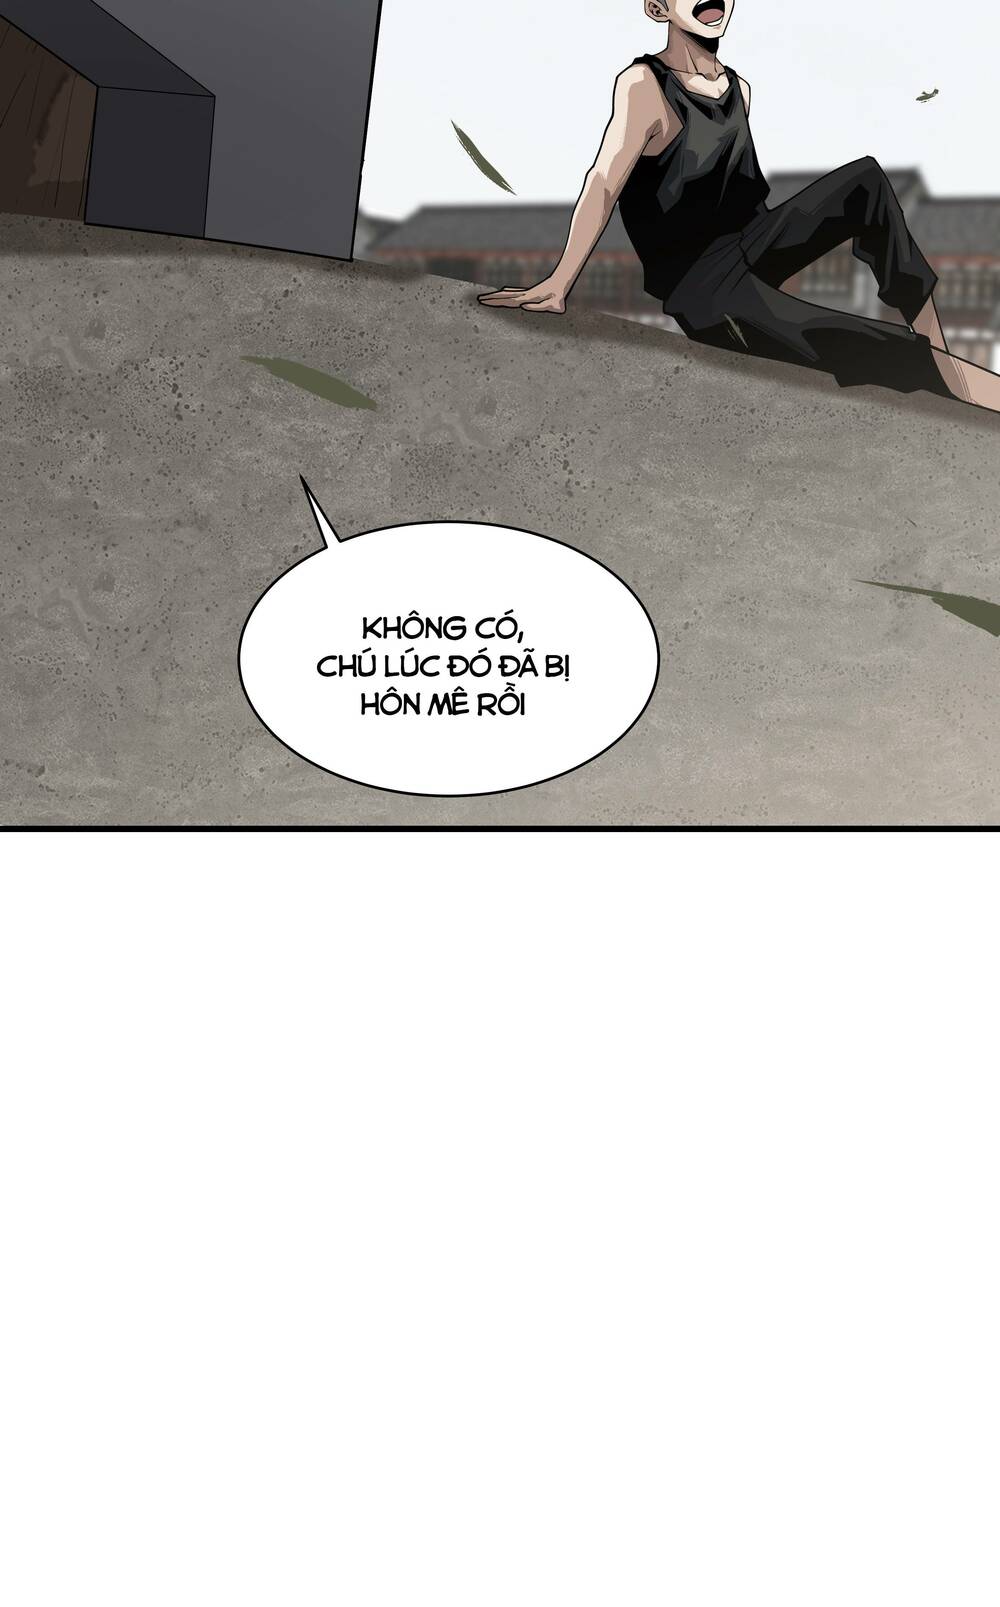 KHÔNG CÓ,
CHÚ LÚC ĐÓ ĐÃ BỊ
HÔN MÊ RỒI